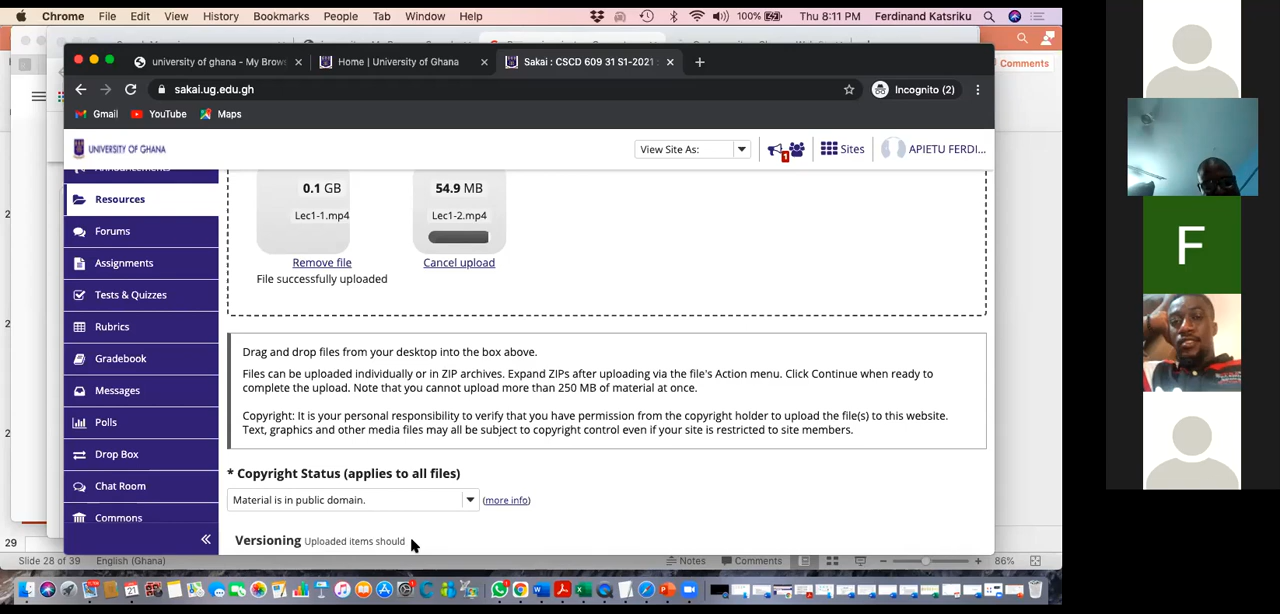 Chrome File Edit View History Bookmarks People Tab Window Help 100% Thu 8:11 PM Ferdinand Katsriku
university of ghana - My Brows Home | University of Ghana Sakai : CSCD 609 31 S1-2021
sakai.ug.edu.gh Incognito (2)
Comments
Gmail YouTube Maps
UNIVERSITY OF GHANA View Site As: 1 Sites APIETU FERDI...
Resources
Forums
Assignments
Tests & Quizzes
Rubrics
Gradebook
Messages
Polls
Drop Box
Chat Room
Commons
0.1 GB 54.9 MB
Lec1-1.mp4 Lec1-2.mp4
Remove file Cancel upload
File successfully uploaded
Drag and drop files from your desktop into the box above.
Files can be uploaded individually or in ZIP archives. Expand ZIPs after uploading via the file's Action menu. Click Continue when ready to
complete the upload. Note that you cannot upload more than 250 MB of material at once.
Copyright: It is your personal responsibility to verify that you have permission from the copyright holder to upload the file(s) to this website.
Text, graphics and other media files may all be subject to copyright control even if your site is restricted to site members.
* Copyright Status (applies to all files)
Material is in public domain. (more info)
Versioning Uploaded items should
29
Slide 28 of 39 English (Ghana) Notes Comments 86%
F